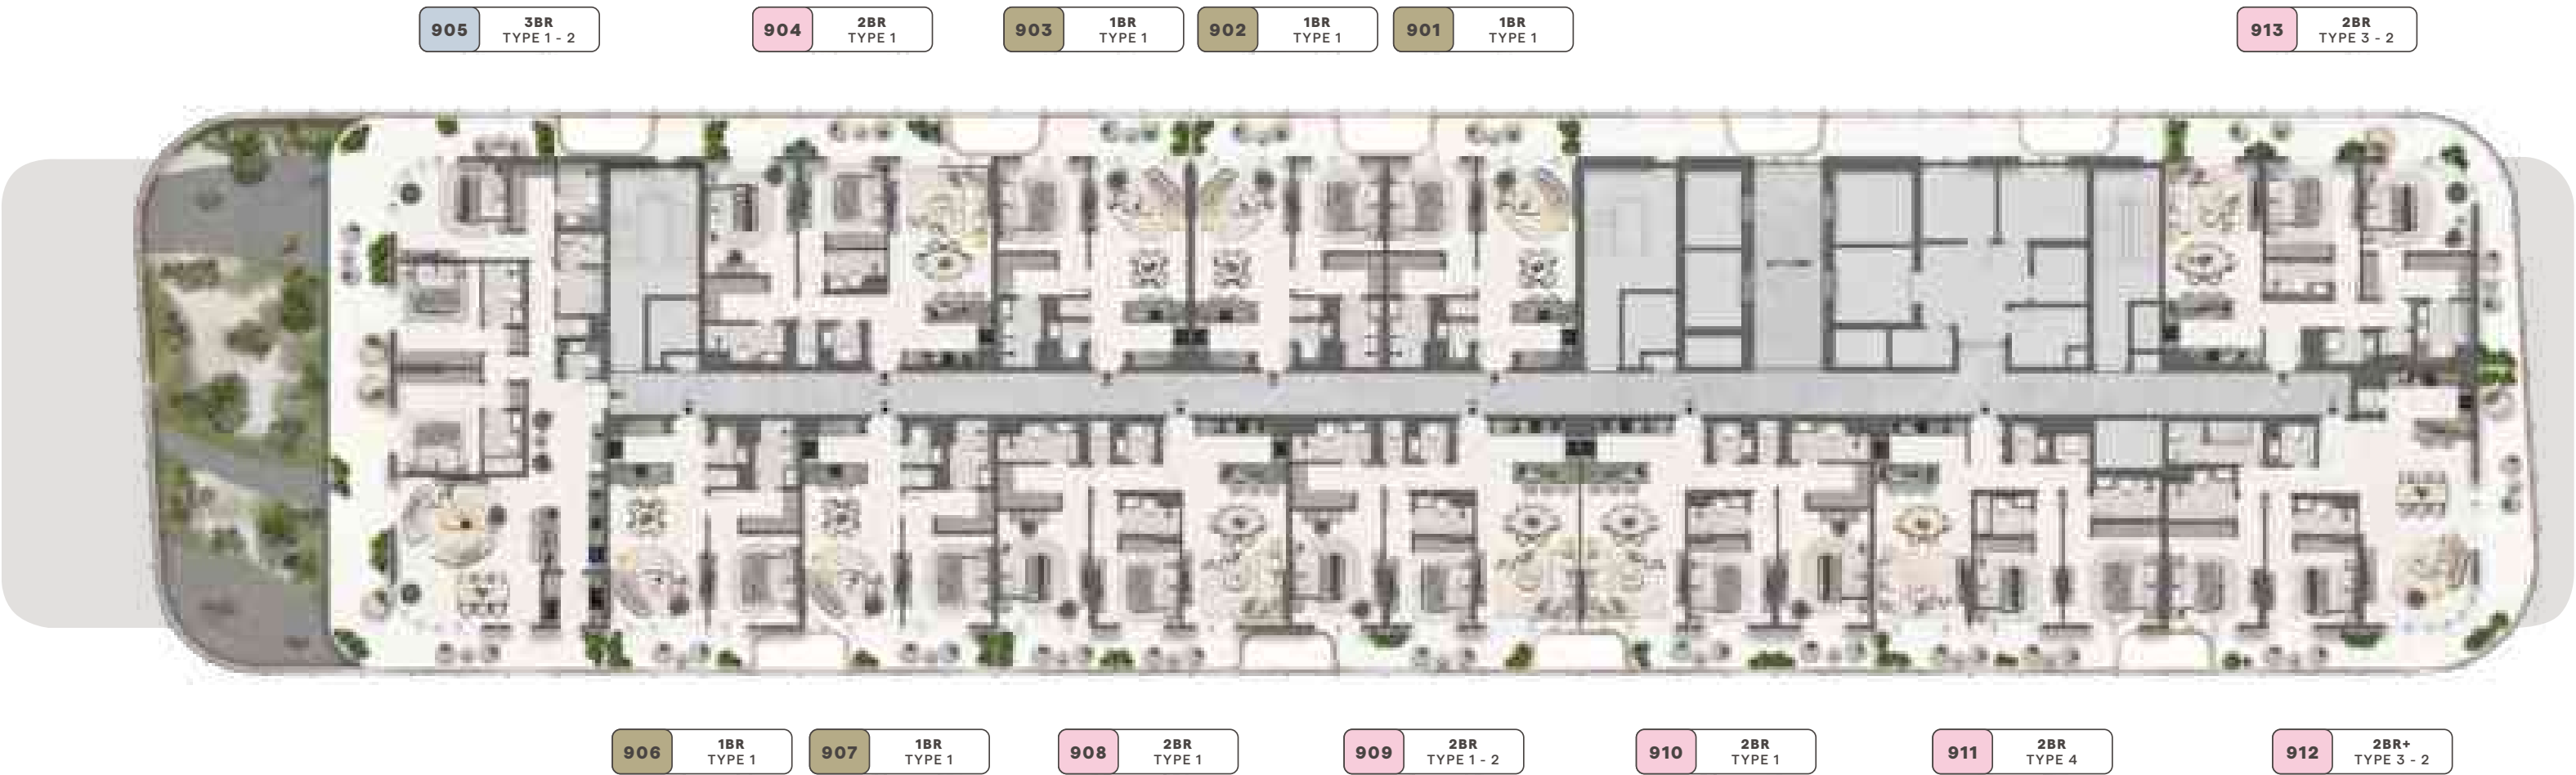 905 3BR
TYPE 1 - 2
904 2BR
TYPE 1
903 1BR
TYPE 1
902 1BR
TYPE 1
901 1BR
TYPE 1
913 2BR
TYPE 3 - 2
906 1BR
TYPE 1
907 1BR
TYPE 1
908 2BR
TYPE 1
909 2BR
TYPE 1 - 2
910 2BR
TYPE 1
911 2BR
TYPE 4
912 2BR+
TYPE 3 - 2